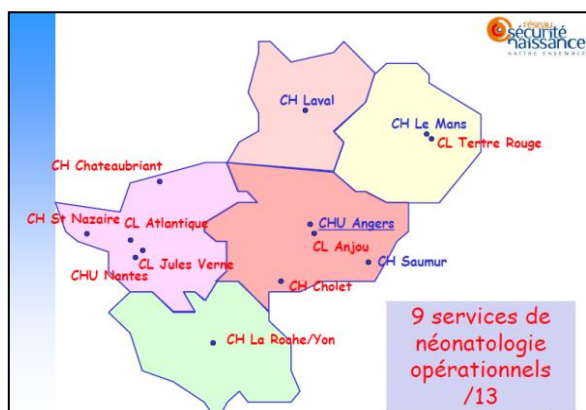 réseau
sécurité
naissance
NAÎTRE ENSEMBLE
CH Laval
CH Le Mans
CL Tertre Rouge
CH Chateaubriant
CH St Nazaire
CL Atlantique
CHU Angers
CL Anjou
CL Jules Verne
CHU Nantes
CH Saumur
CH Cholet
CH La Roche/Yon
9 services de
néonatologie
opérationnels
/13